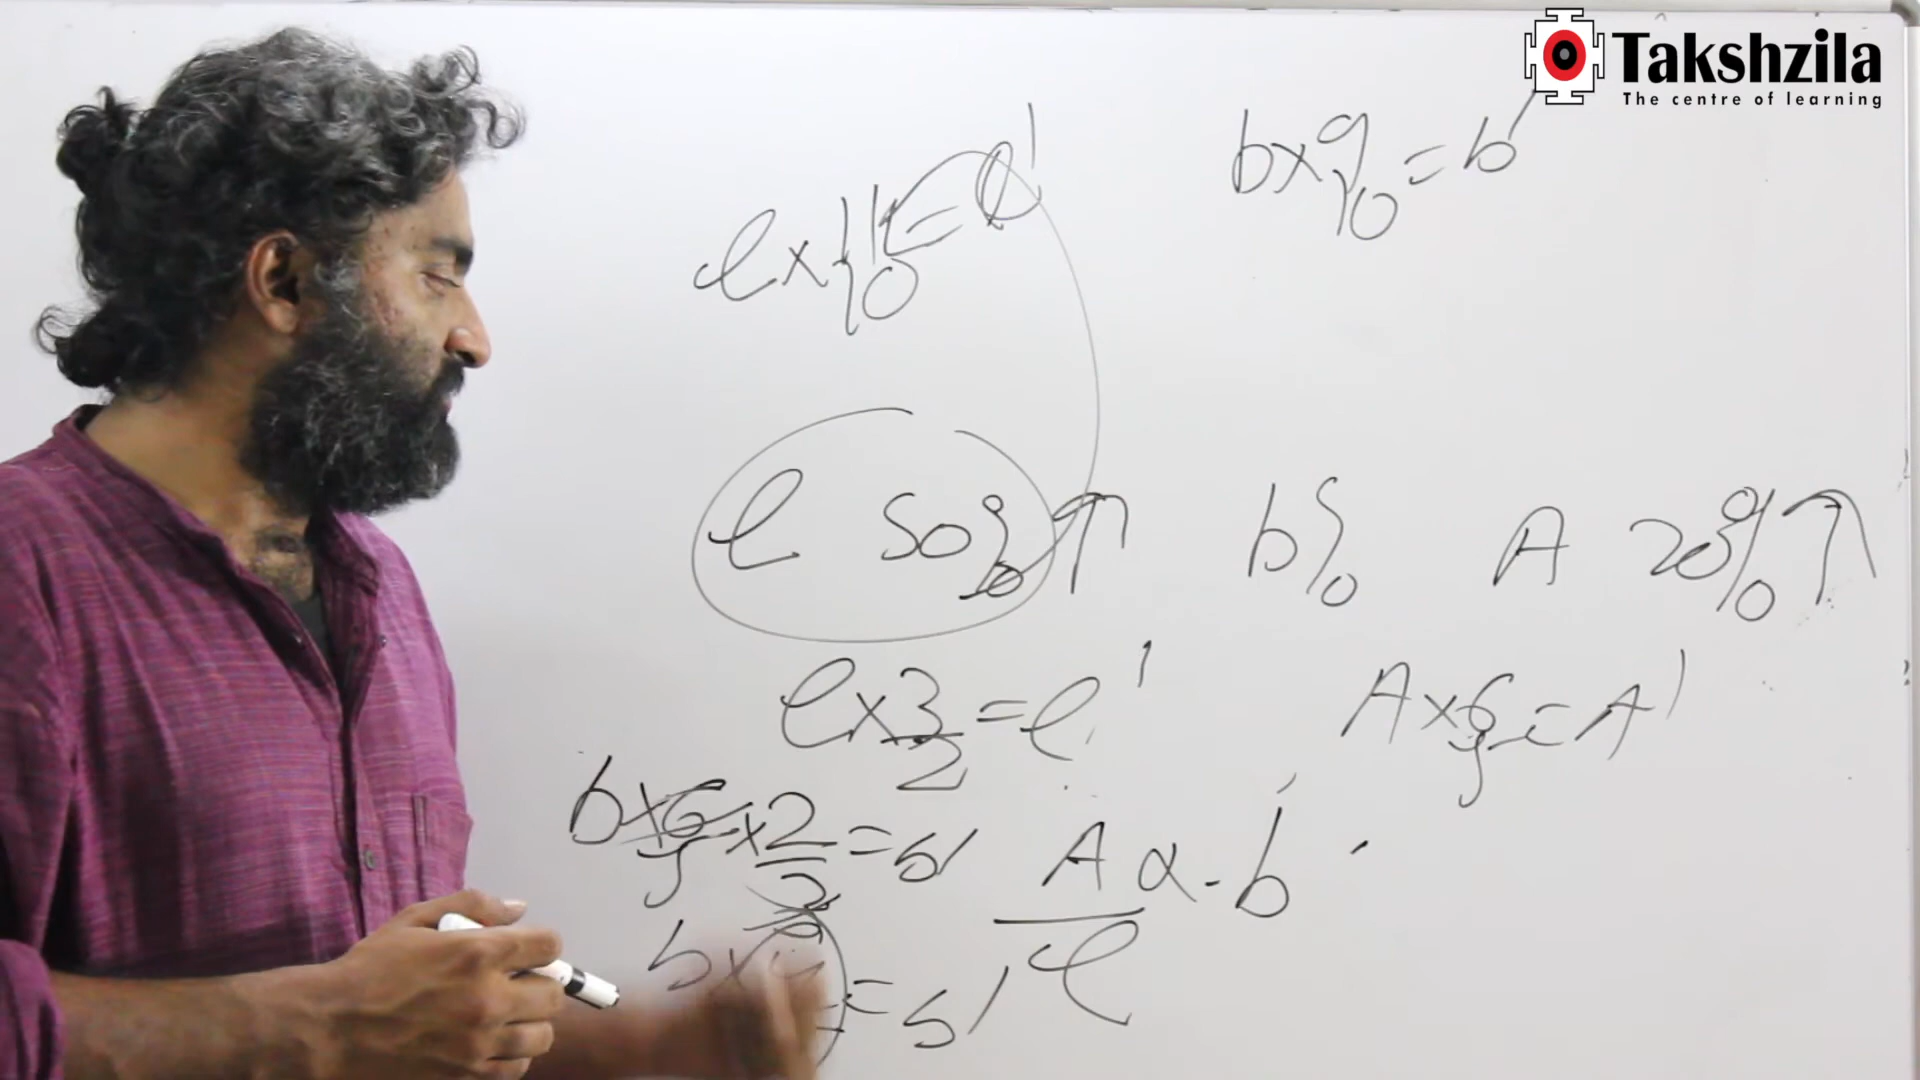 Takshzila
The centre of learning
l x 11/10 = l'
b x 9/10 = b'
l 50% ↑ b% A 20% ↑
l x 3/2 = l'
A x 6/5 = A'
b x 6/5 x 2/3 = b'
A/l α b
b x 4/5 = b'